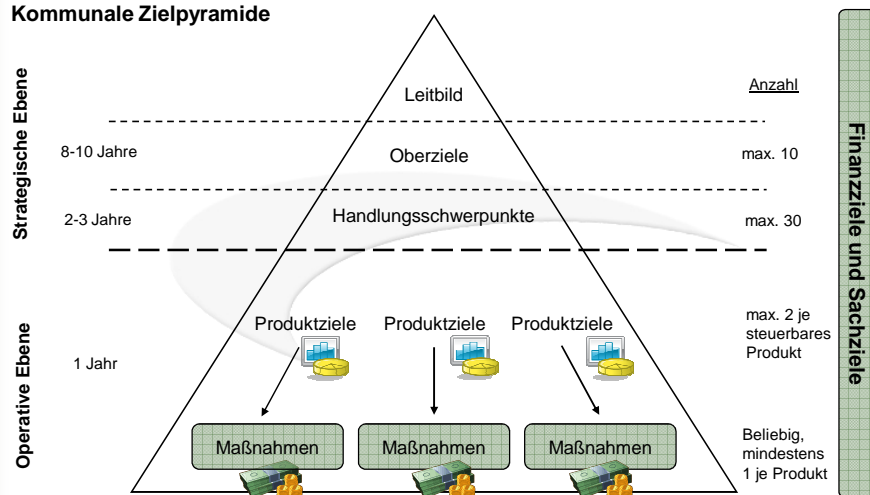 Kommunale Zielpyramide
Strategische Ebene
Leitbild
Anzahl
8-10 Jahre
Oberziele
max. 10
2-3 Jahre
Handlungsschwerpunkte
max. 30
Operative Ebene
1 Jahr
Produktziele
Produktziele
Produktziele
max. 2 je
steuerbares
Produkt
Maßnahmen
Maßnahmen
Maßnahmen
Beliebig,
mindestens
1 je Produkt
Finanzziele und Sachziele